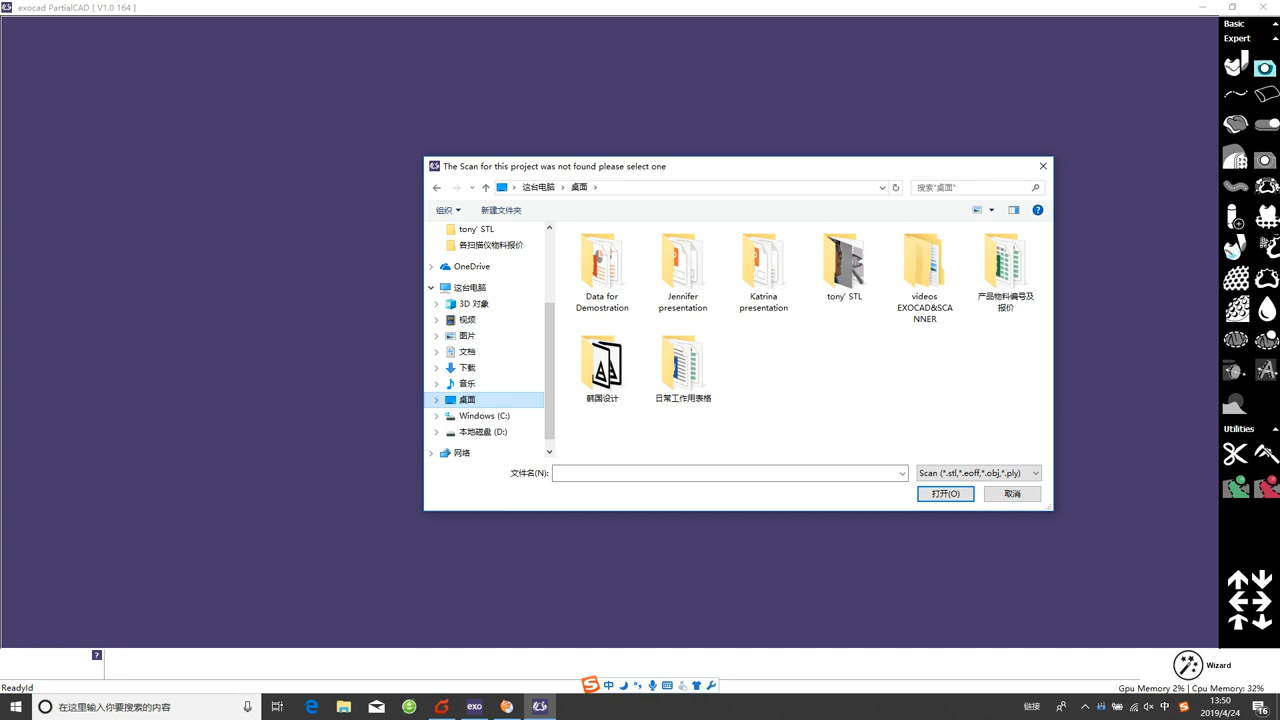 exocad PartialCAD [ V1.0 164 ]
Basic
Expert
The Scan for this project was not found please select one
这台电脑
桌面
搜索"桌面"
组织
新建文件夹
tony' STL
各扫描仪物料报价
OneDrive
这台电脑
3D 对象
视频
图片
文档
下载
音乐
桌面
Windows (C:)
本地磁盘 (D:)
网络
Data for
Demostration
Jennifer
presentation
Katrina
presentation
tony' STL
videos
EXOCAD&SCA
NNER
产品物料编号及
报价
韩国设计
日常工作用表格
文件名(N):
Scan (*.stl,*.eoff,*.obj,*.ply)
打开(O)
取消
Utilities
Wizard
ReadyId
中
Gpu Memory 2% | Cpu Memory: 32%
在这里输入你要搜索的内容
exo
链接
中
13:50
2019/4/24
16